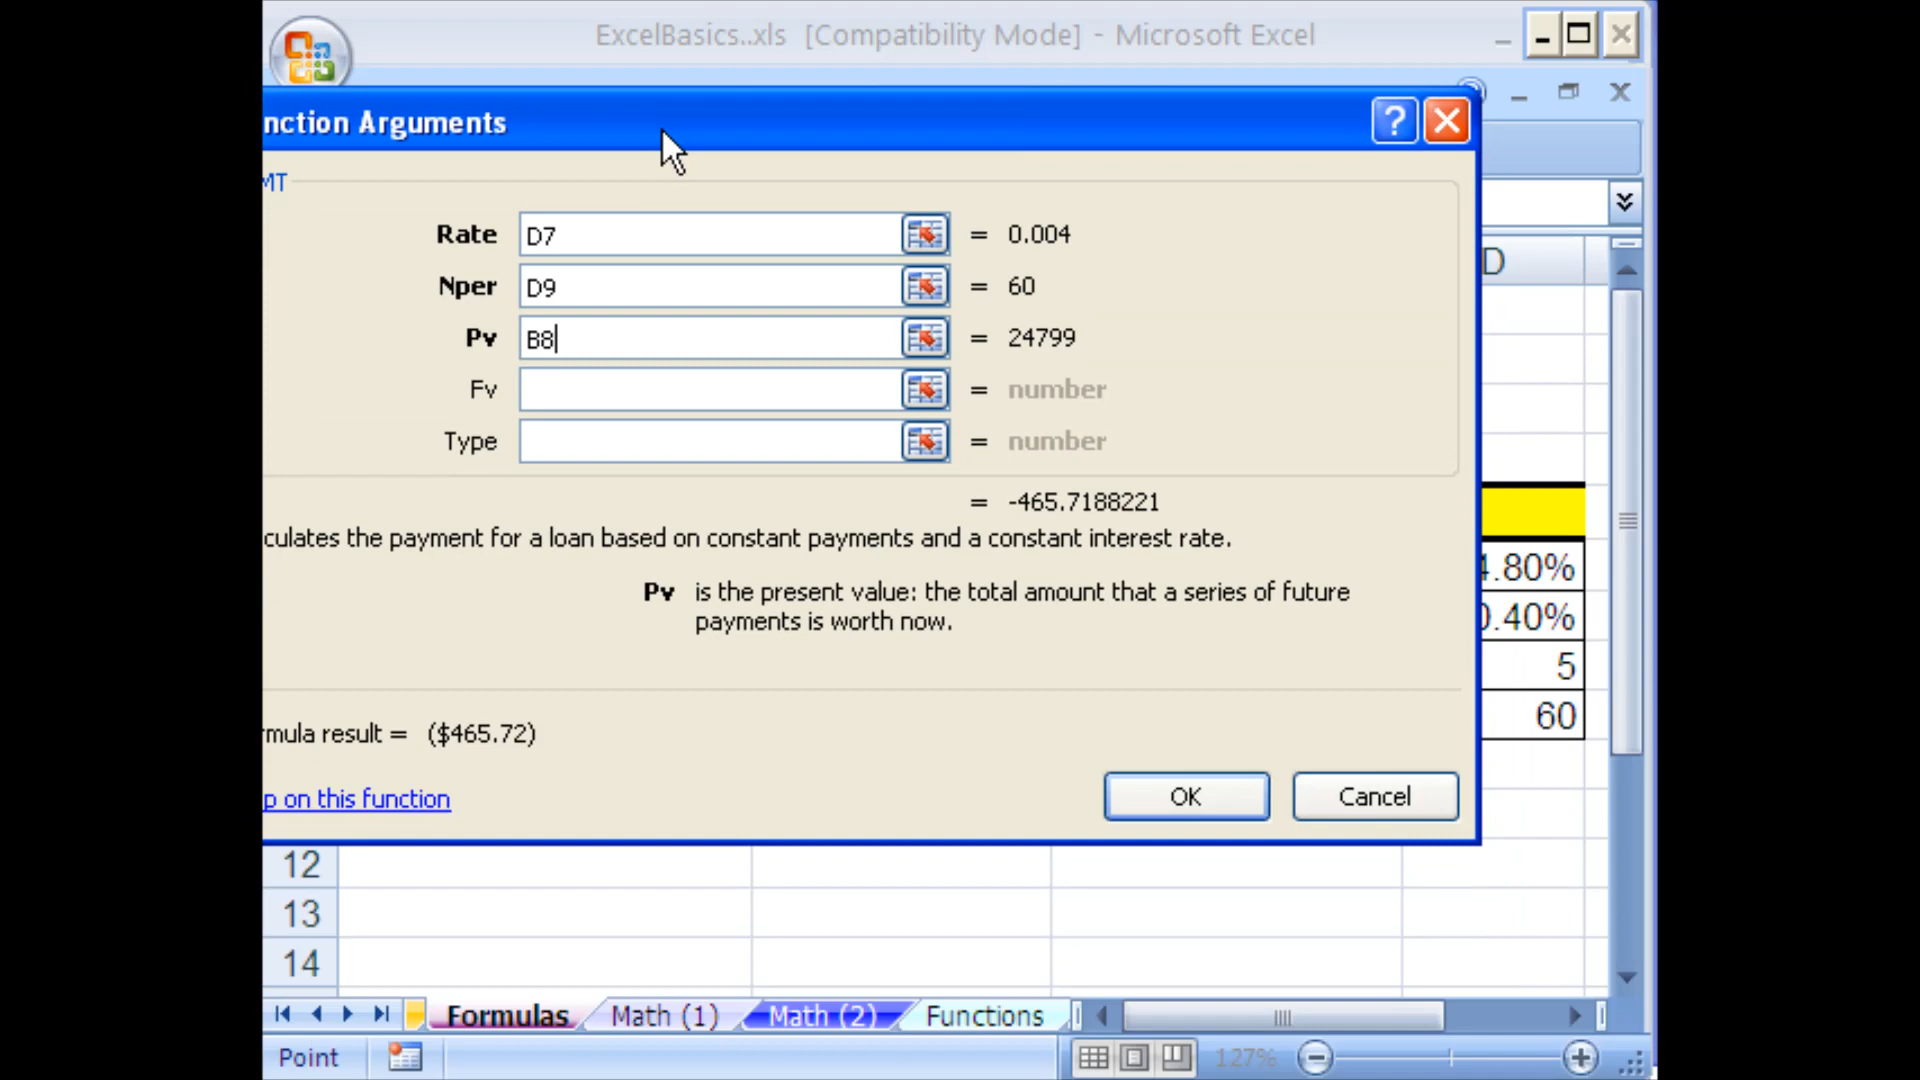 ExcelBasics..xls [Compatibility Mode] - Microsoft Excel
nction Arguments
MT
Rate D7 = 0.004
Nper D9 = 60
Pv B8 = 24799
Fv = number
Type = number
= -465.7188221
culates the payment for a loan based on constant payments and a constant interest rate.
Pv is the present value: the total amount that a series of future
payments is worth now.
mula result = ($465.72)
p on this function
OK Cancel
D
4.80%
0.40%
5
60
12
13
14
Formulas Math (1) Math (2) Functions
Point 127%